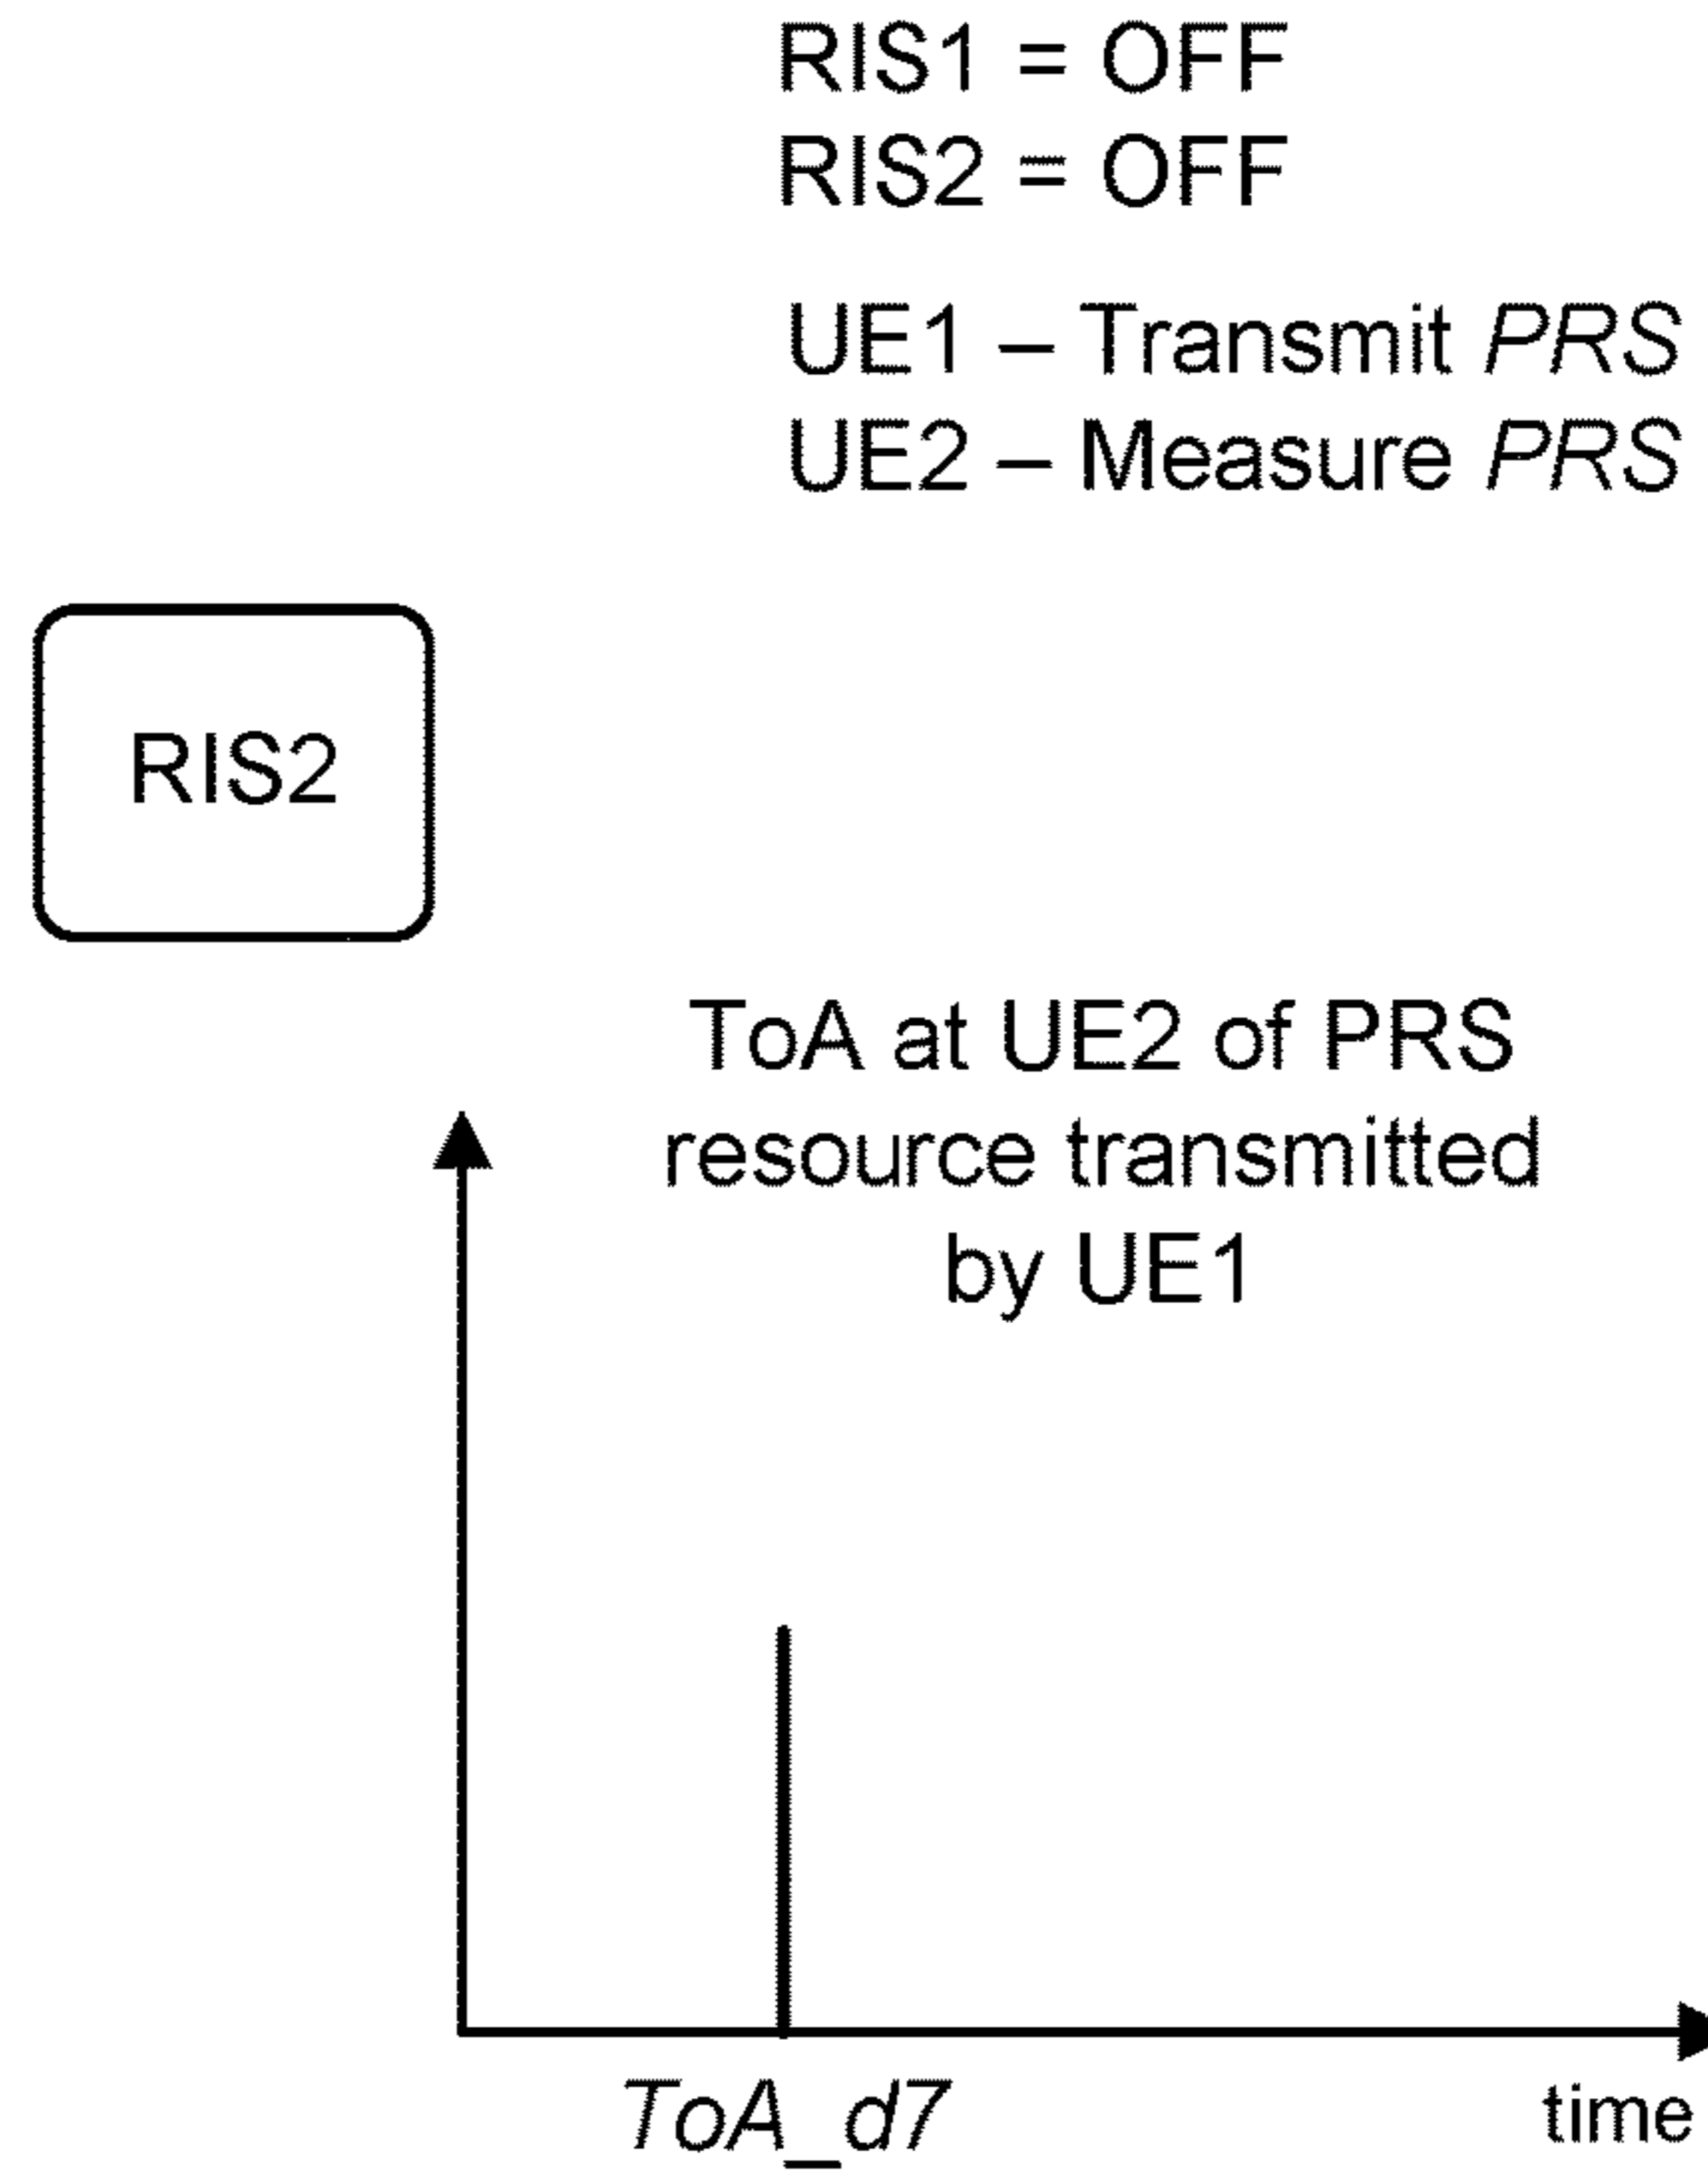 RIS1 = OFF
RIS2 = OFF
UE1 – Transmit PRS
UE2 – Measure PRS
RIS2
ToA at UE2 of PRS
resource transmitted
by UE1
ToA_d7
time